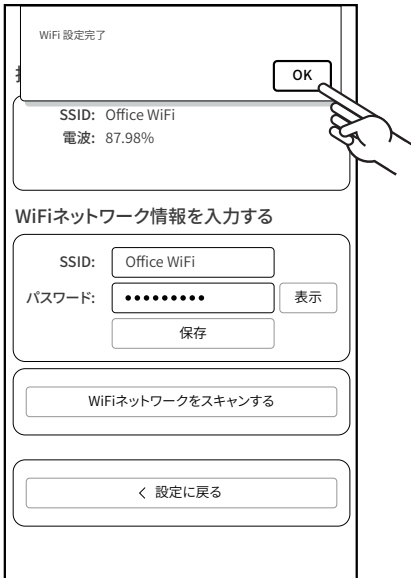 WiFi 設定完了
OK
SSID: Office WiFi
電波: 87.98%
WiFiネットワーク情報を入力する
SSID: Office WiFi
パスワード: ●●●●●●●●● 表示
保存
WiFiネットワークをスキャンする
く 設定に戻る